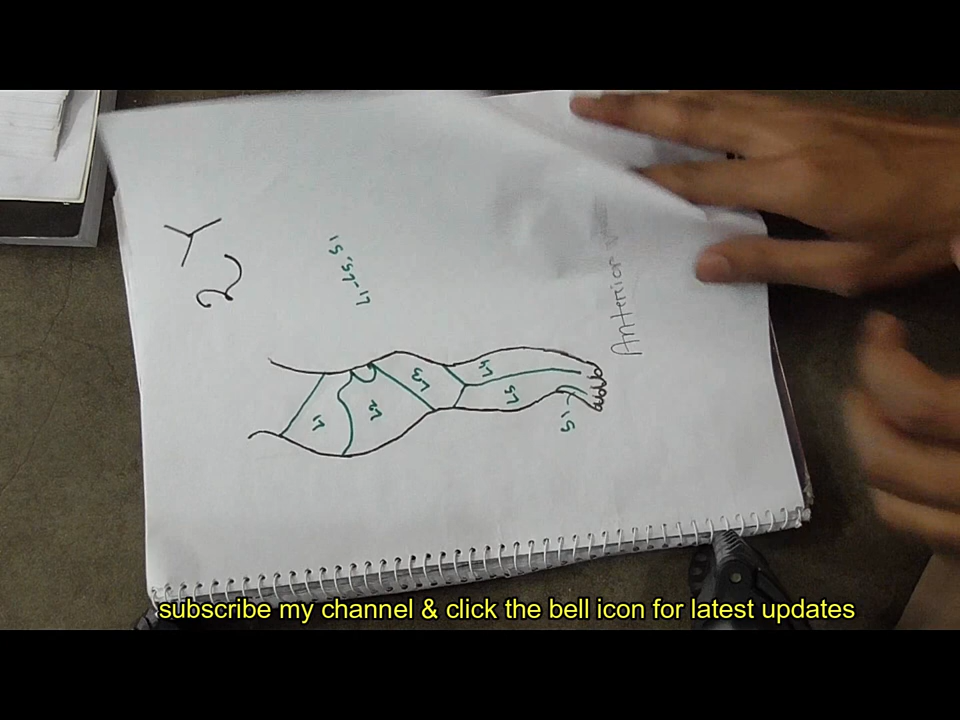 L1-L5, S1
Anterior
L1
L2
L3
L4
L5
S1
subscribe my channel & click the bell icon for latest updates